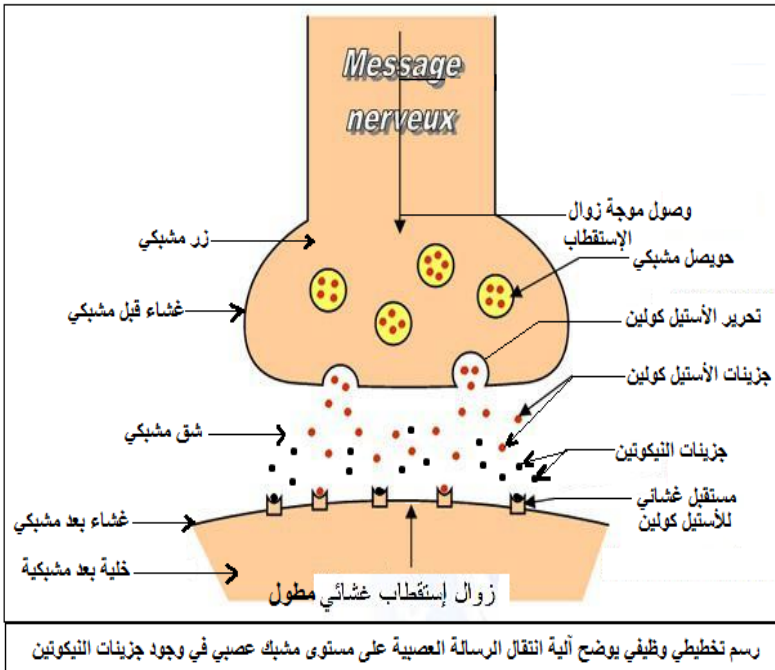 Message
nerveux
وصول موجة زوال
الإستقطاب
زر مشبكي
حويصل مشبكي
غشاء قبل مشبكي
تحرير الأستيل كولين
جزيئات الأستيل كولين
شق مشبكي
جزيئات النيكوتين
مستقبل غشائي
للأستيل كولين
غشاء بعد مشبكي
خلية بعد مشبكية
زوال إستقطاب غشائي مطول
رسم تخطيطي وظيفي يوضح آلية انتقال الرسالة العصبية على مستوى مشبك عصبي في وجود جزيئات النيكوتين